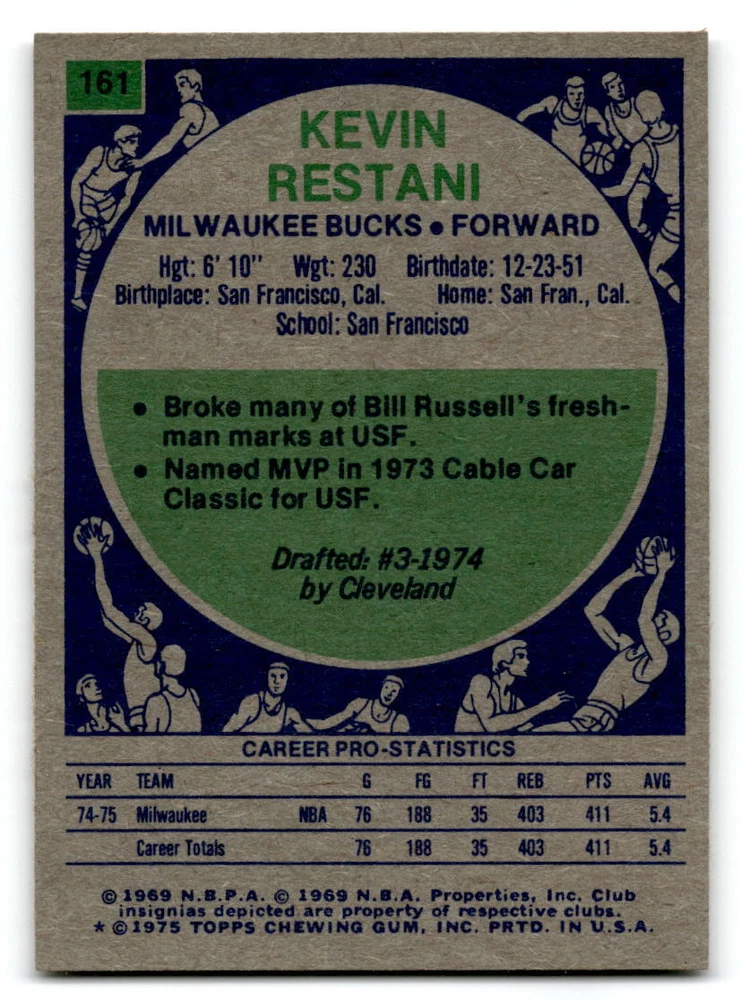 161
KEVIN
RESTANI
MILWAUKEE BUCKS • FORWARD
Hgt: 6' 10" Wgt: 230 Birthdate: 12-23-51
Birthplace: San Francisco, Cal. Home: San Fran., Cal.
School: San Francisco
• Broke many of Bill Russell's fresh-
man marks at USF.
• Named MVP in 1973 Cable Car
Classic for USF.
Drafted: #3-1974
by Cleveland
CAREER PRO-STATISTICS
YEAR TEAM G FG FT REB PTS AVG
74-75 Milwaukee NBA 76 188 35 403 411 5.4
Career Totals 76 188 35 403 411 5.4
© 1969 N.B.P.A. © 1969 N.B.A. Properties, Inc. Club
insignias depicted are property of respective clubs.
* © 1975 TOPPS CHEWING GUM, INC. PRTD. IN U.S.A.